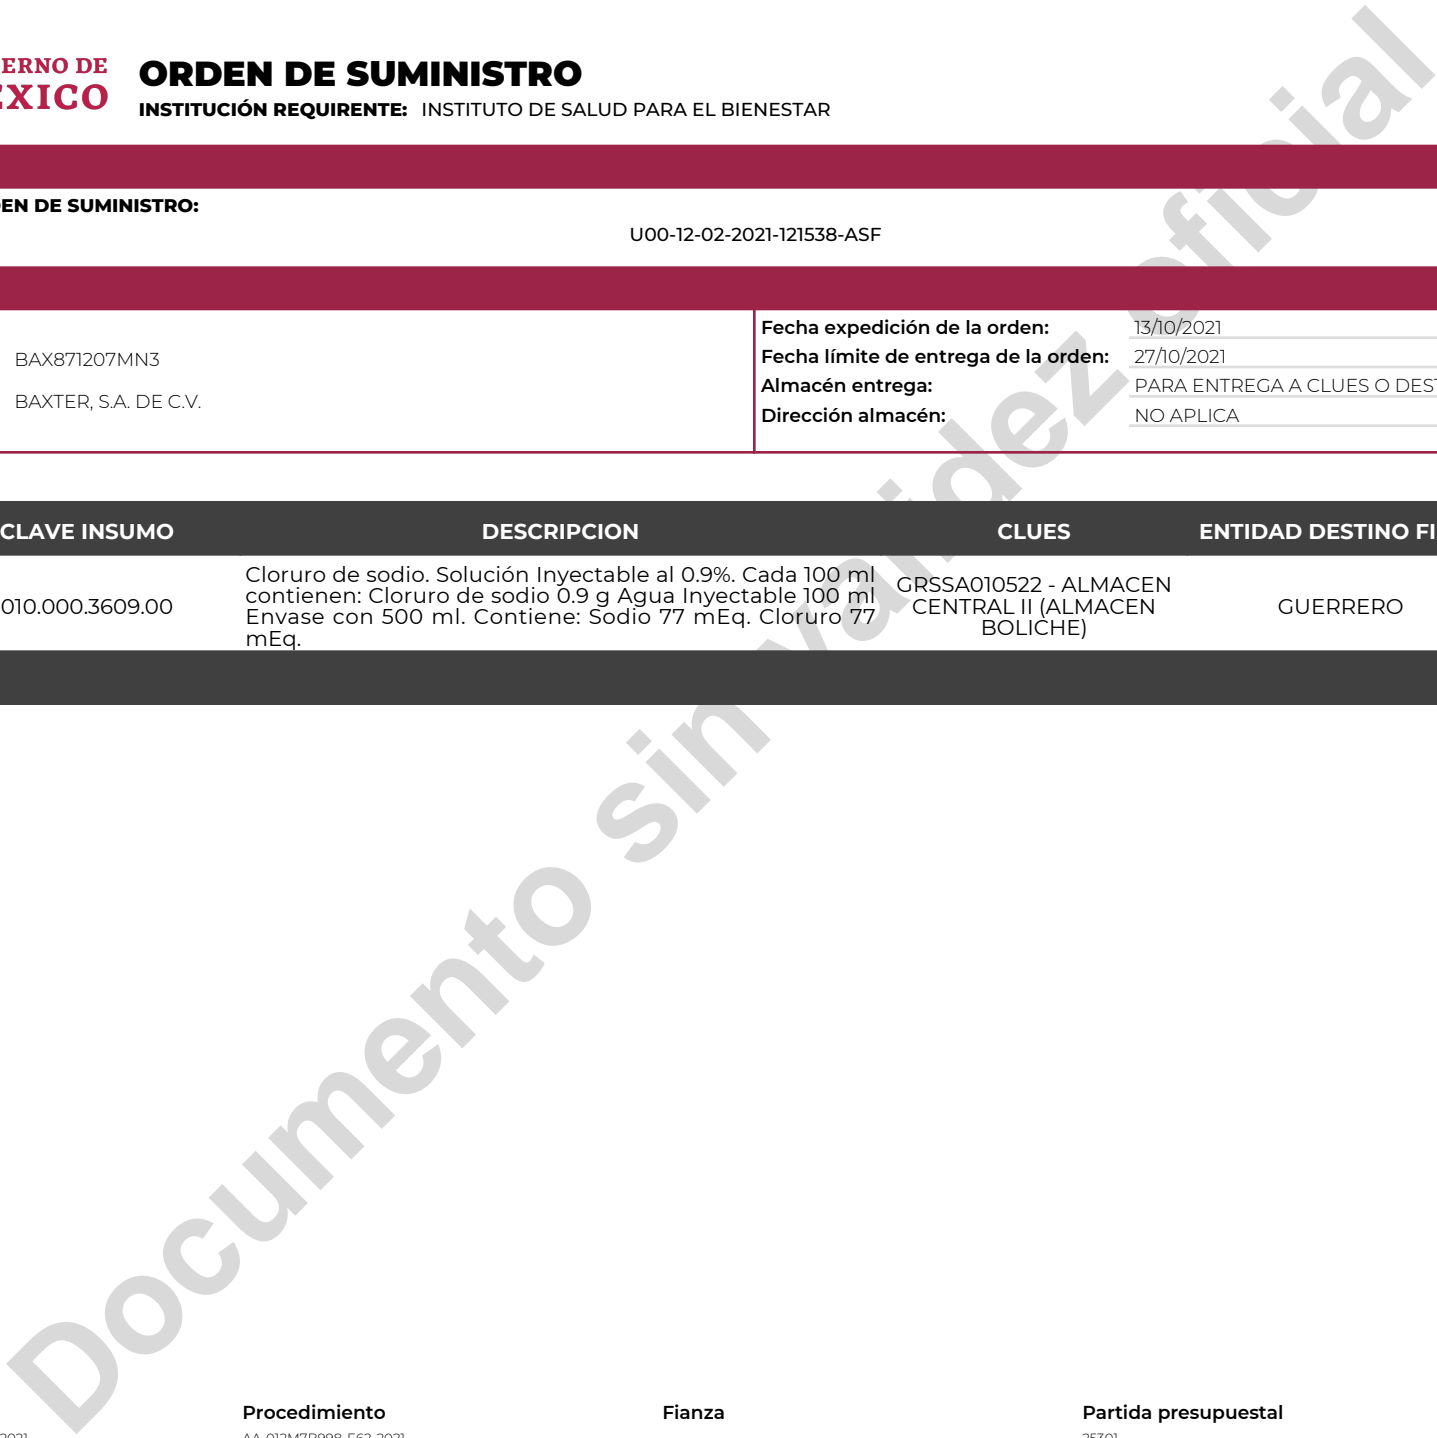 ERNO DE
ORDEN DE SUMINISTRO
EXICO
INSTITUCIÓN REQUIRENTE: INSTITUTO DE SALUD PARA EL BIENESTAR
EN DE SUMINISTRO:
U00-12-02-2021-121538-ASF
Fecha expedición de la orden: 13/10/2021
BAX871207MN3
Fecha límite de entrega de la orden: 27/10/2021
Almacén entrega: PARA ENTREGA A CLUES O DEST
BAXTER, S.A. DE C.V.
Dirección almacén: NO APLICA
CLAVE INSUMO DESCRIPCION CLUES ENTIDAD DESTINO FI
010.000.3609.00
Cloruro de sodio. Solución Inyectable al 0.9%. Cada 100 ml
contienen: Cloruro de sodio 0.9 g Agua Inyectable 100 ml
Envase con 500 ml. Contiene: Sodio 77 mEq. Cloruro 77
mEq.
GRSSA010522 - ALMACEN
CENTRAL II (ALMACEN
BOLICHE)
GUERRERO
Documento sin validez oficial
Procedimiento Fianza Partida presupuestal